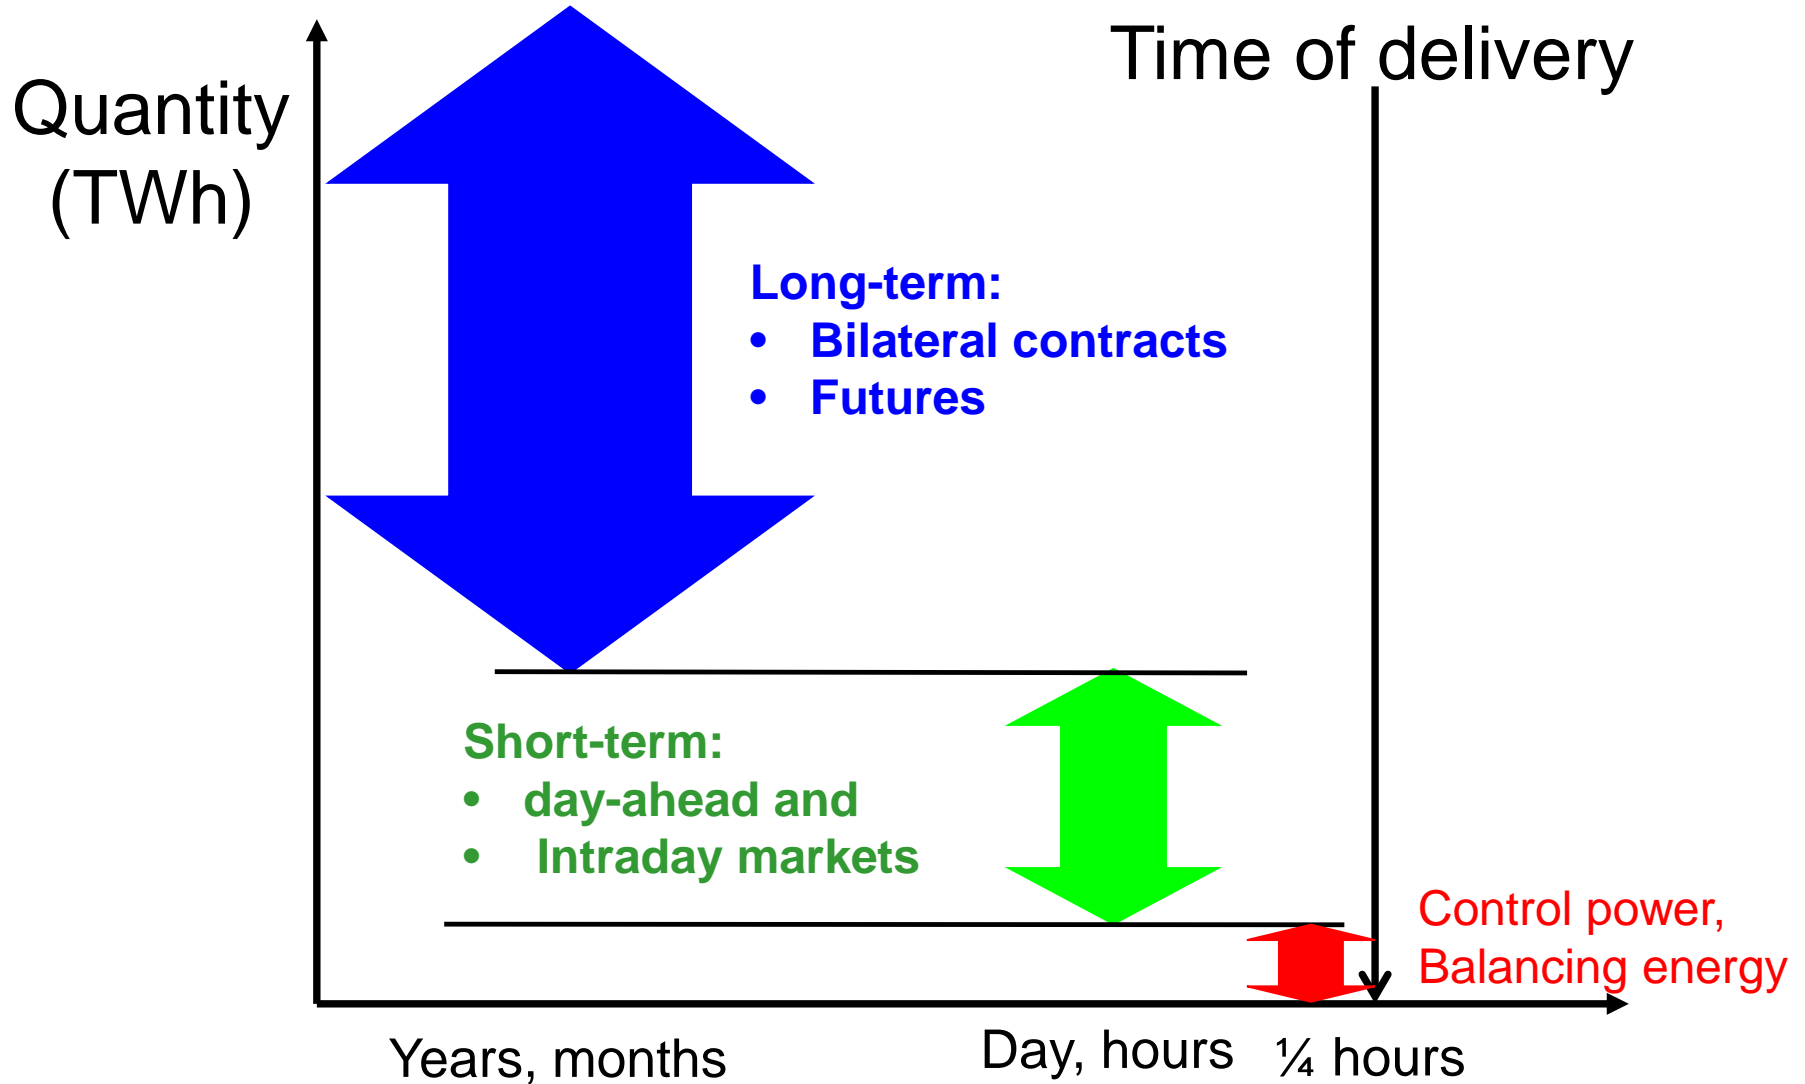 Time of delivery
Quantity
(TWh)
Long-term:
• Bilateral contracts
• Futures
Short-term:
• day-ahead and
• Intraday markets
Control power,
Balancing energy
Years, months
Day, hours
¼ hours